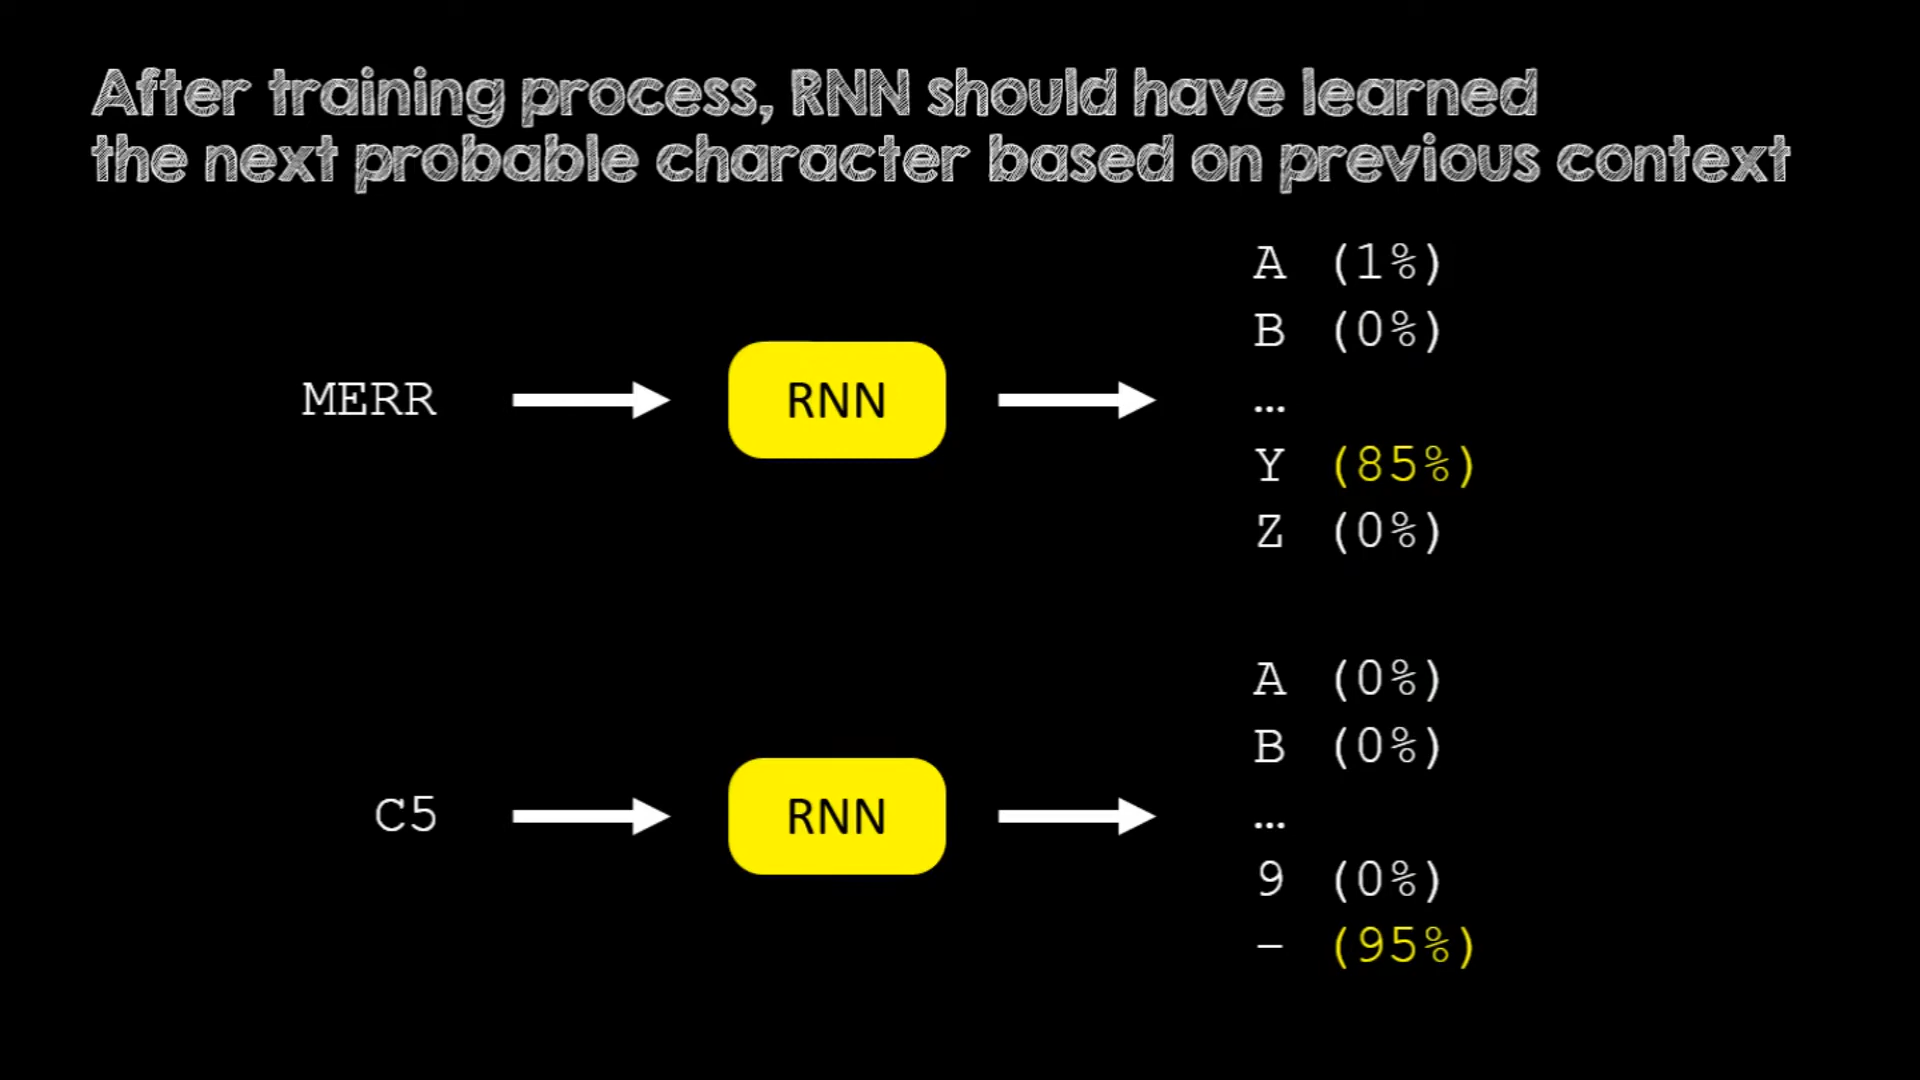 After training process, RNN should have learned
the next probable character based on previous context
MERR
RNN
A (1%)
B (0%)
…
Y (85%)
Z (0%)
C5
RNN
A (0%)
B (0%)
…
9 (0%)
- (95%)